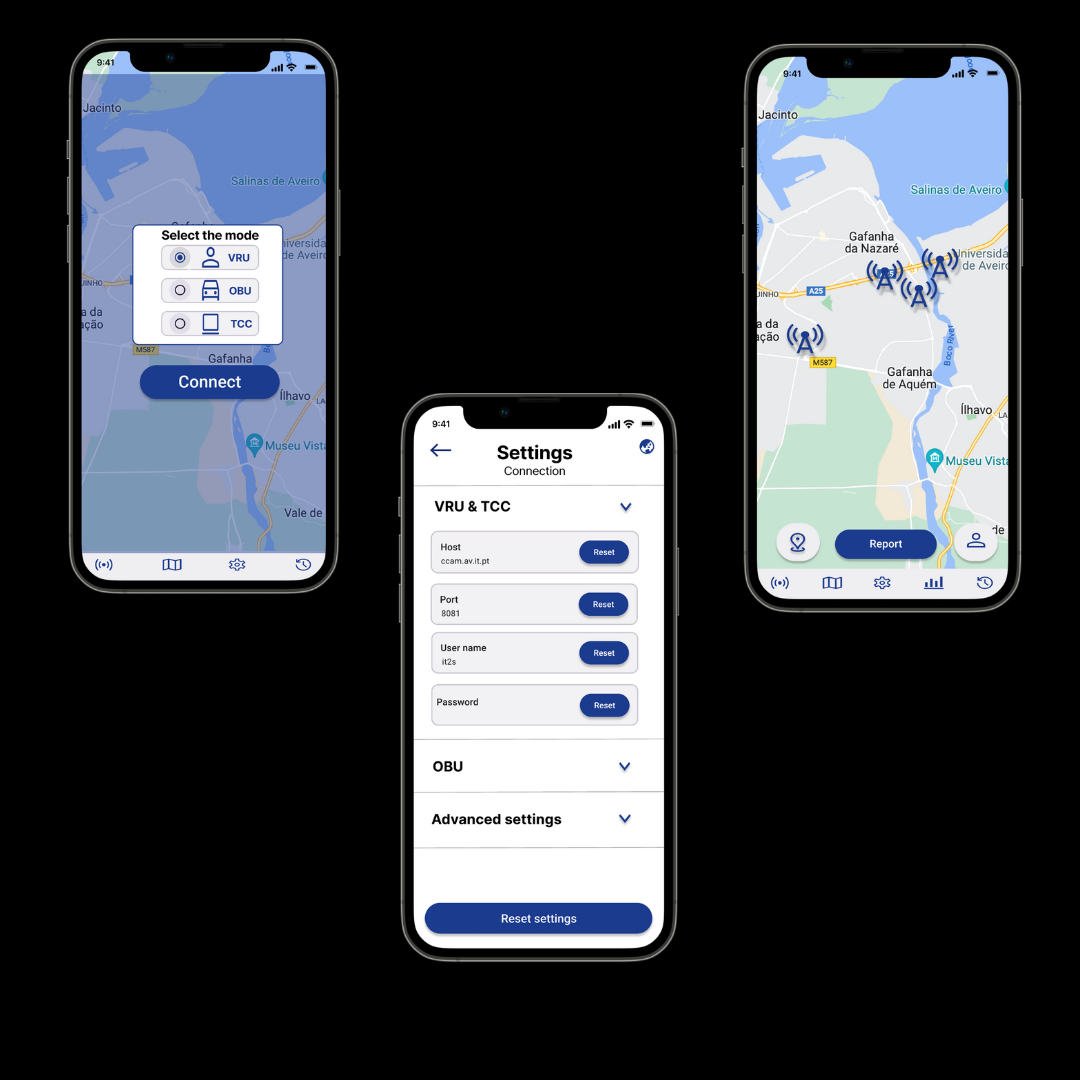 9:41
Jacinto
Salinas de Aveiro
Gafanha
Select the mode
VRU
OBU
TCC
M587
Gafanha
Connect
Ílhavo
Museu Vista
Vale de
9:41
Settings
Connection
VRU & TCC
Host
ccam.av.it.pt
Reset
Port
8081
Reset
User name
it2s
Reset
Password
Reset
OBU
Advanced settings
Reset settings
9:41
Jacinto
Salinas de Aveiro
Gafanha
da Nazaré
Universida
de Aveiro
A25
Boco River
M587
Gafanha
de Aquém
Ílhavo
LA
Museu Vista
de
Report